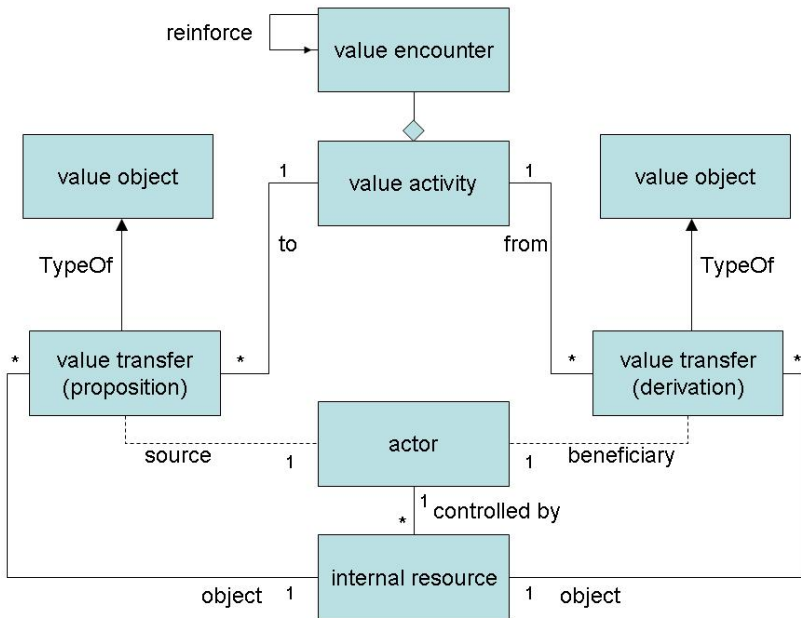 reinforce
value encounter
value object
value activity
value object
1
1
to
from
TypeOf
TypeOf
*
value transfer
(proposition)
*
*
value transfer
(derivation)
*
actor
source
1
1
beneficiary
1
controlled by
*
internal resource
object
1
1
object